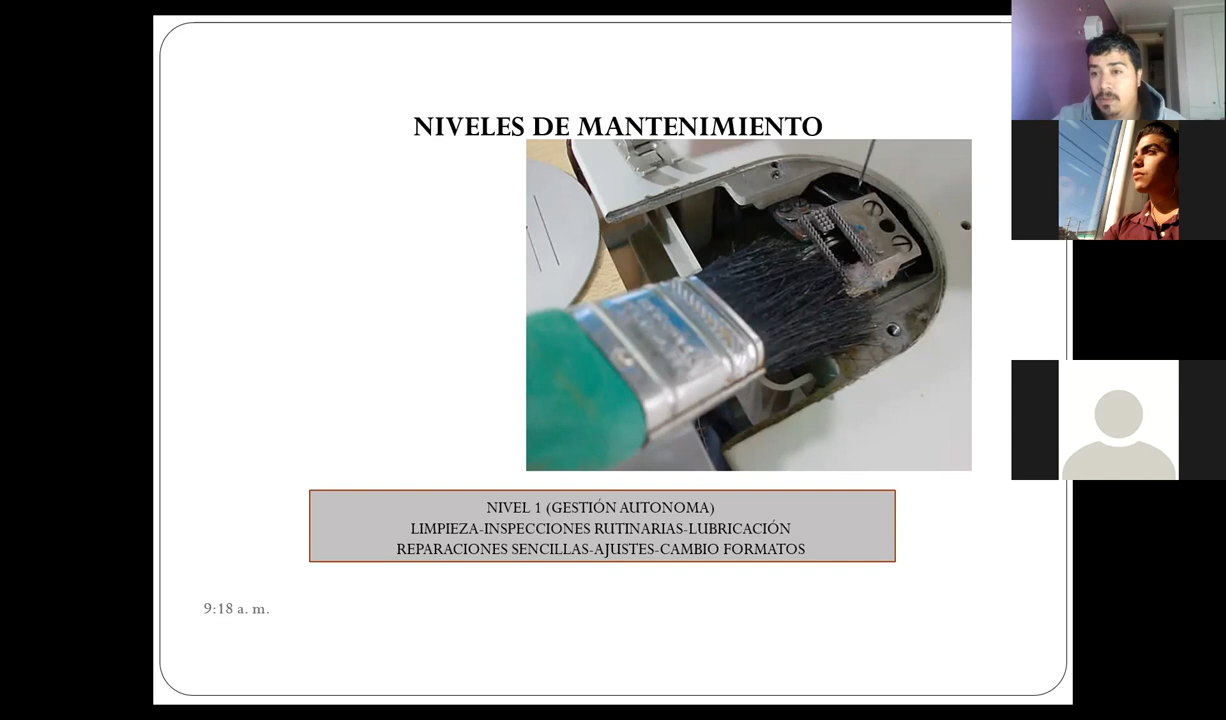 NIVELES DE MANTENIMIENTO
NIVEL 1 (GESTIÓN AUTONOMA)
LIMPIEZA-INSPECCIONES RUTINARIAS-LUBRICACIÓN
REPARACIONES SENCILLAS-AJUSTES-CAMBIO FORMATOS
9:18 a. m.